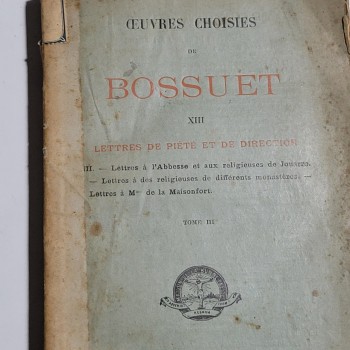 ŒUVRES CHOISIES
DE
BOSSUET
XIII
LETTRES DE PIÉTÉ ET DE DIRECTION
III. — Lettres à l'Abbesse et aux religieuses de Jouarre.
— Lettres à des religieuses de différents monastères. —
Lettres à Mme de la Maisonfort.
TOME III